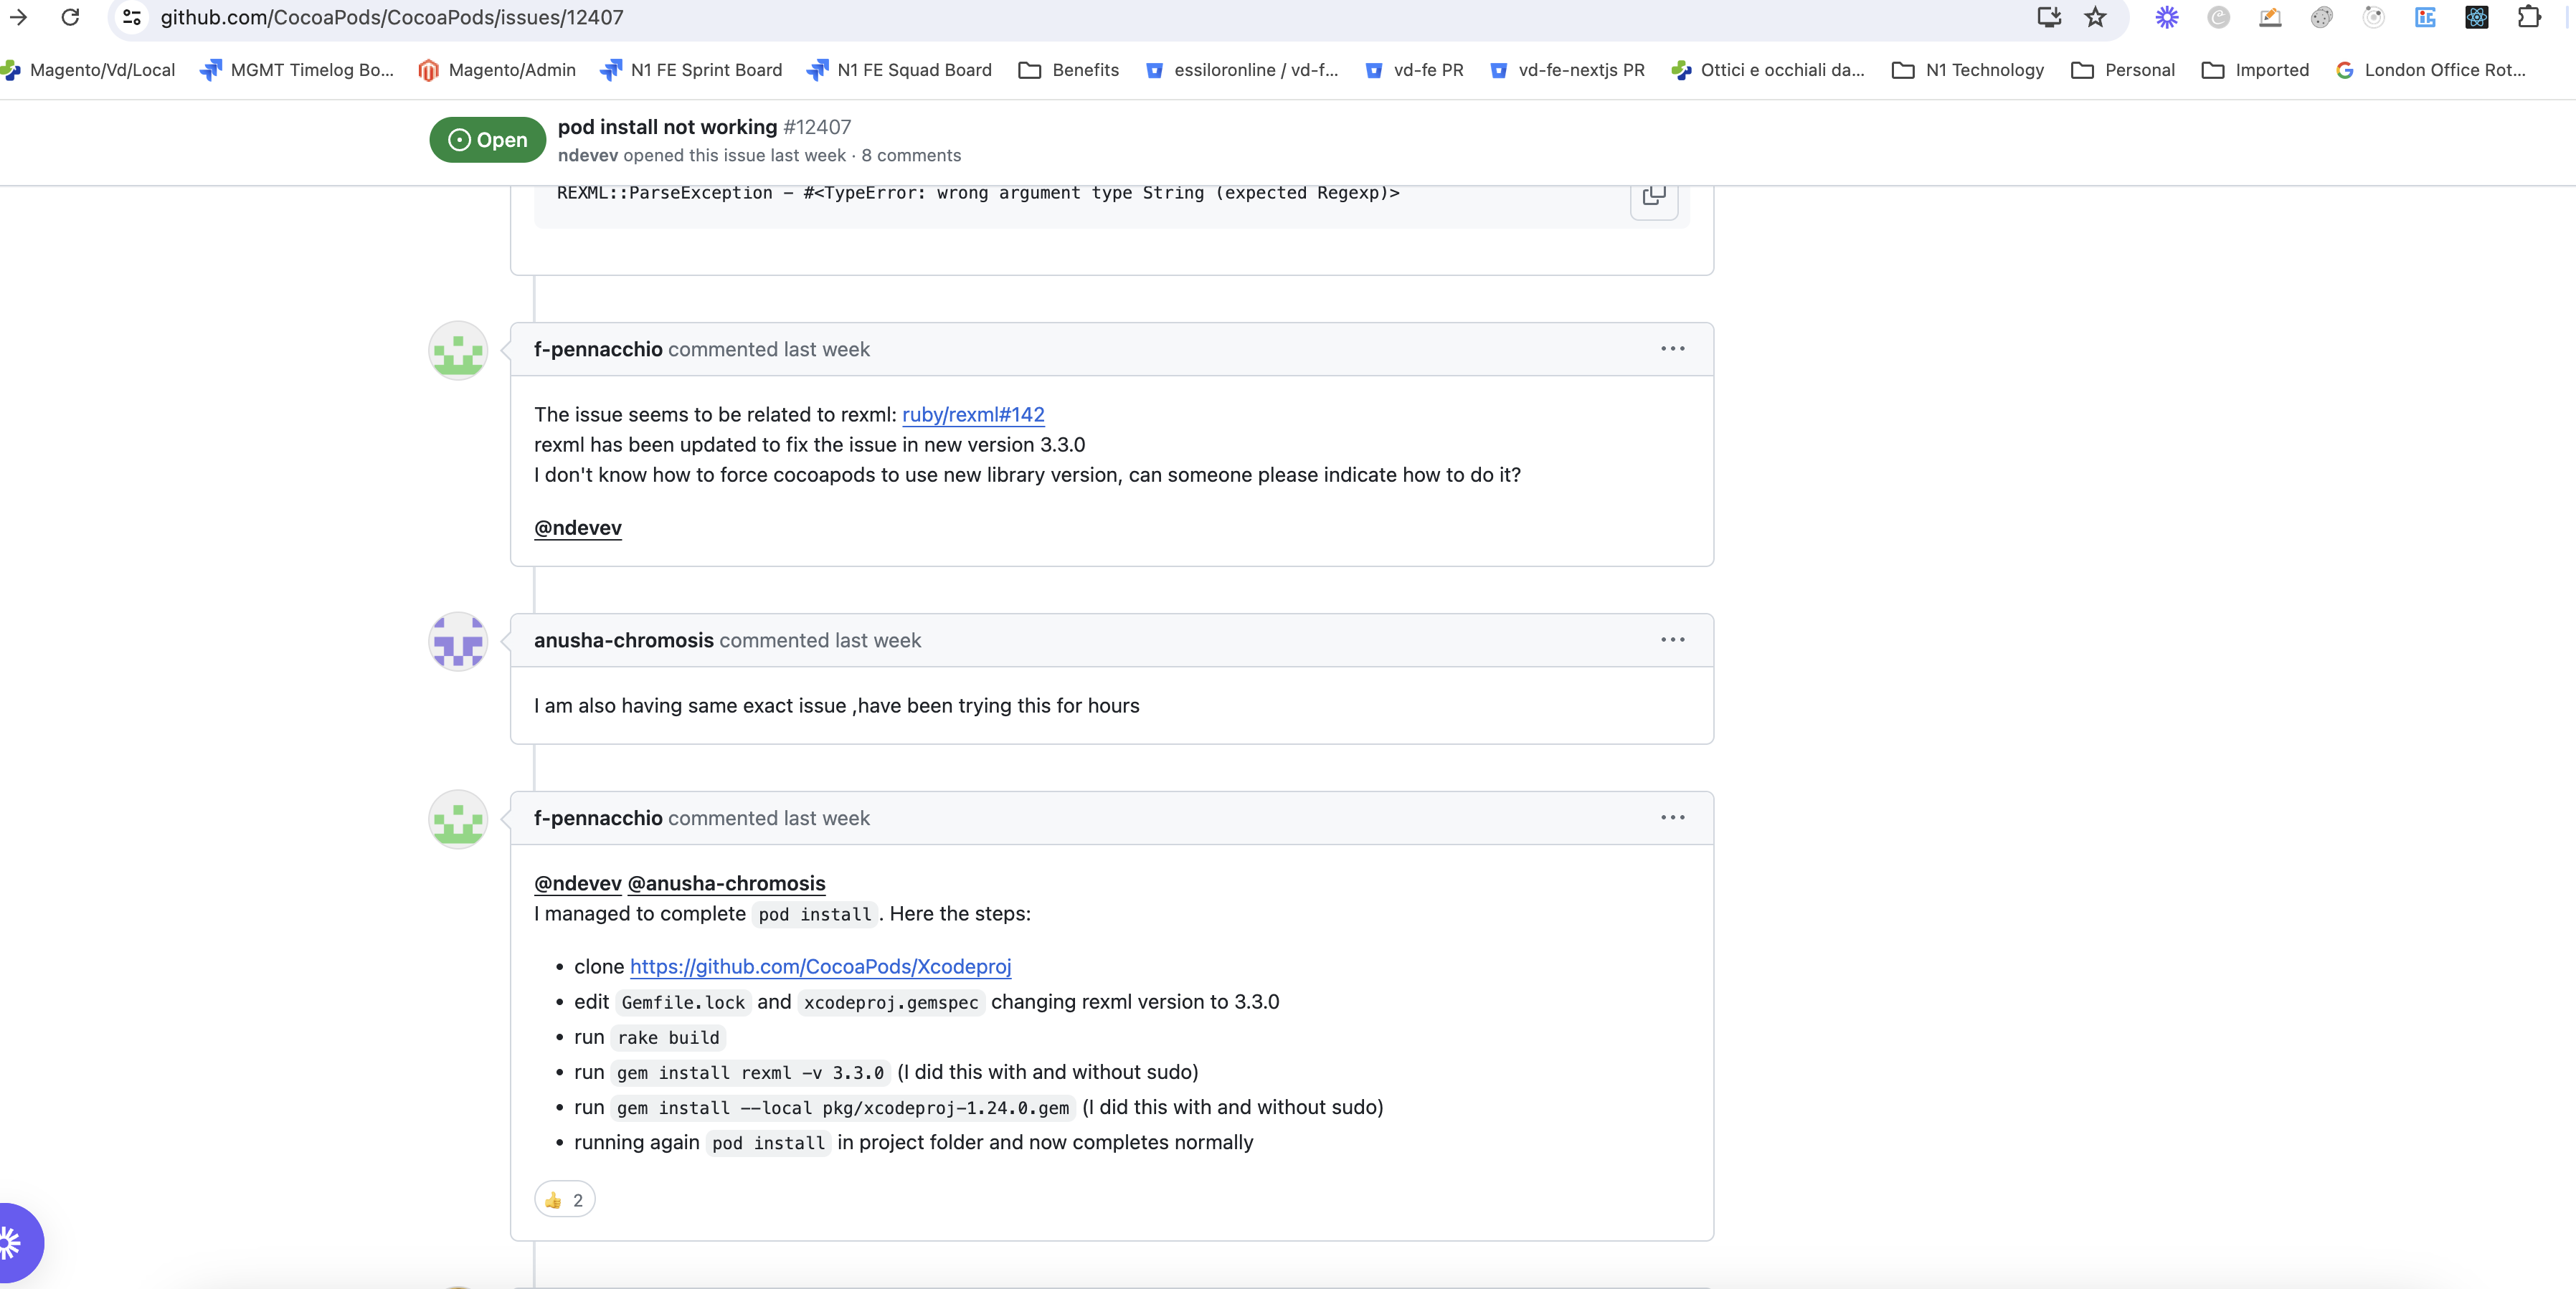 github.com/CocoaPods/CocoaPods/issues/12407
Magento/Vd/Local
MGMT Timelog Bo...
Magento/Admin
N1 FE Sprint Board
N1 FE Squad Board
Benefits
essiloronline / vd-f...
vd-fe PR
vd-fe-nextjs PR
Ottici e occhiali da...
N1 Technology
Personal
Imported
London Office Rot...
Open
pod install not working #12407
ndevev opened this issue last week · 8 comments
REXML::ParseException - #<TypeError: wrong argument type String (expected Regexp)>
f-pennacchio commented last week
The issue seems to be related to rexml: ruby/rexml#142
rexml has been updated to fix the issue in new version 3.3.0
I don't know how to force cocoapods to use new library version, can someone please indicate how to do it?
@ndevev
anusha-chromosis commented last week
I am also having same exact issue ,have been trying this for hours
f-pennacchio commented last week
@ndevev @anusha-chromosis
I managed to complete pod install. Here the steps:
• clone https://github.com/CocoaPods/Xcodeproj
• edit Gemfile.lock and xcodeproj.gemspec changing rexml version to 3.3.0
• run rake build
• run gem install rexml -v 3.3.0 (I did this with and without sudo)
• run gem install --local pkg/xcodeproj-1.24.0.gem (I did this with and without sudo)
• running again pod install in project folder and now completes normally
👍 2